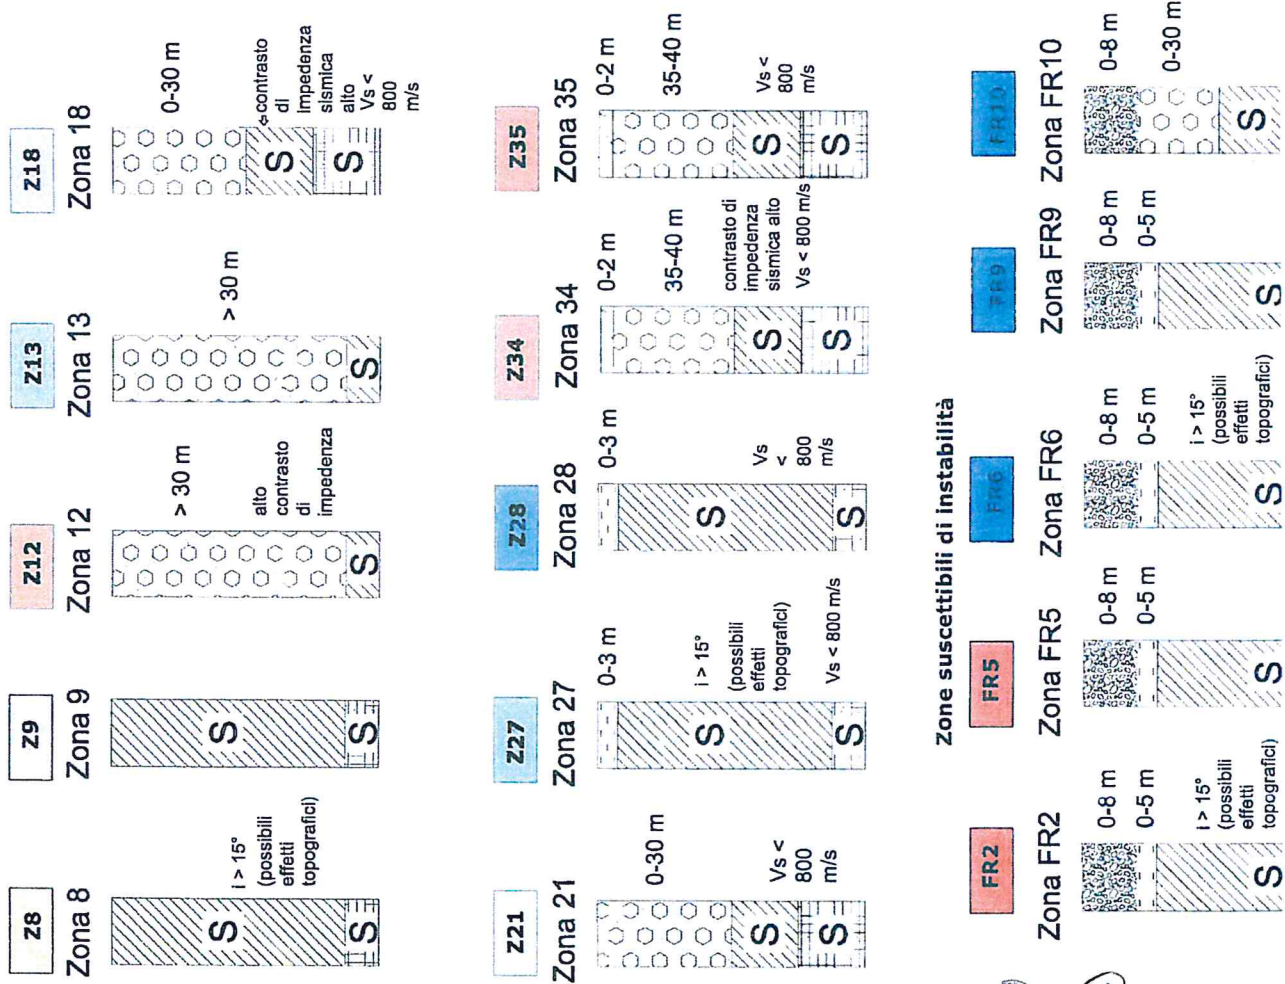 Z8
Zona 8
i > 15°
(possibili
effetti
topografici)
S
S
Z9
Zona 9
S
S
Z12
Zona 12
> 30 m
alto
contrasto
di
impedenza
S
Z13
Zona 13
> 30 m
S
Z18
Zona 18
0-30 m
contrasto
di
impedenza
sismica
alto
Vs <
800
m/s
S
S
Z21
Zona 21
0-30 m
Vs <
800
m/s
S
S
Z27
Zona 27
0-3 m
i > 15°
(possibili
effetti
topografici)
Vs < 800 m/s
S
S
Z28
Zona 28
0-3 m
Vs
<
800
m/s
S
S
Z34
Zona 34
0-2 m
35-40 m
contrasto di
impedenza
sismica alto
Vs < 800 m/s
S
S
Z35
Zona 35
0-2 m
35-40 m
Vs <
800
m/s
S
S
Zone suscettibili di instabilità
FR2
Zona FR2
0-8 m
0-5 m
i > 15°
(possibili
effetti
topografici)
S
FR5
Zona FR5
0-8 m
0-5 m
S
FR6
Zona FR6
0-8 m
0-5 m
i > 15°
(possibili
effetti
topografici)
S
FR9
Zona FR9
0-8 m
0-5 m
S
FR10
Zona FR10
0-8 m
0-30 m
S